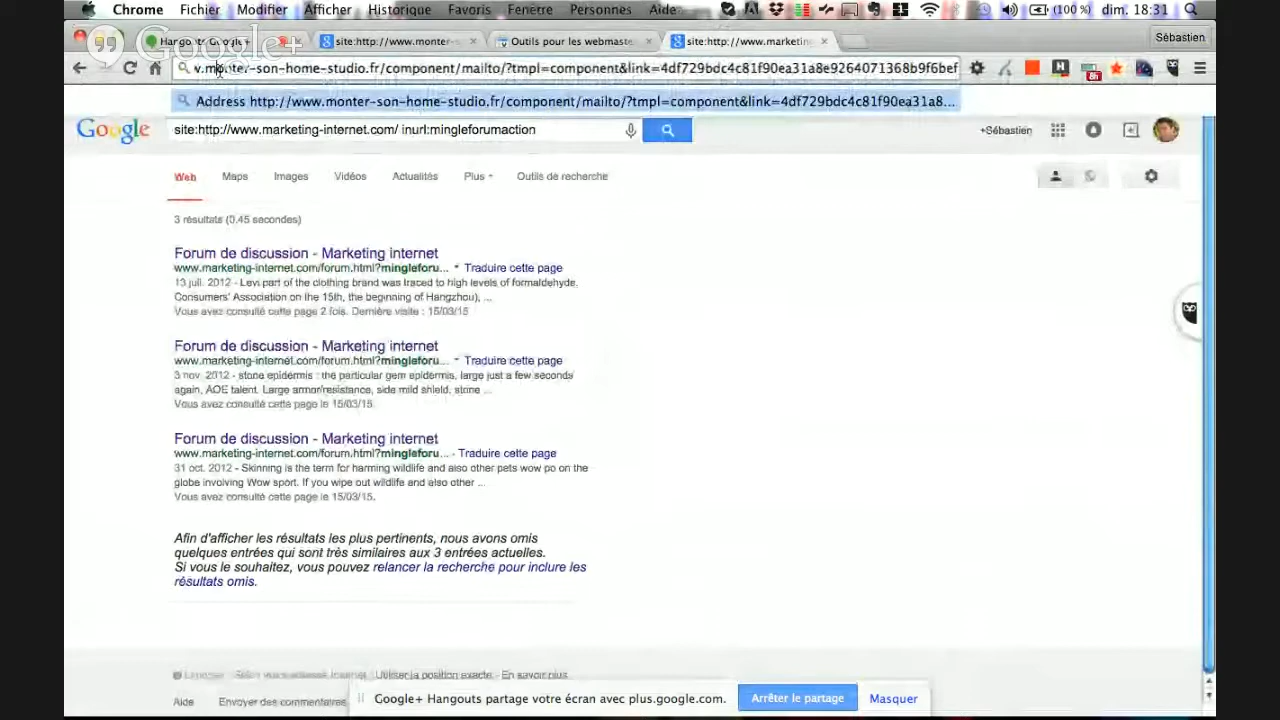 Chrome Fichier Modifier Afficher Historique Favoris Fenêtre Personnes Aide (100 %) dim. 18:31
Google+
site:http://www.monter-
Outils pour les webmaste
site:http://www.marketin
Sébastien
v.monter-son-home-studio.fr/component/mailto/?tmpl=component&link=4df729bdc4c81f90ea31a8e9264071368b9f6bef
8h
Address http://www.monter-son-home-studio.fr/component/mailto/?tmpl=component&link=4df729bdc4c81f90ea31a8...
Google
site:http://www.marketing-internet.com/ inurl:mingleforumaction
+Sébastien
Web Maps Images Vidéos Actualités Plus Outils de recherche
3 résultats (0,45 secondes)
Forum de discussion - Marketing internet
www.marketing-internet.com/forum.html?mingleforu... Traduire cette page
13 juil. 2012 - Levi part of the clothing brand was traced to high levels of formaldehyde.
Consumers' Association on the 15th, the beginning of Hangzhou), ...
Vous avez consulté cette page 2 fois. Dernière visite : 15/03/15
Forum de discussion - Marketing internet
www.marketing-internet.com/forum.html?mingleforu... Traduire cette page
3 nov. 2012 - stone epidermis : the particular gem epidermis, large just a few seconds
again, AOE talent. Large armor/resistance, side mild shield, stone ...
Vous avez consulté cette page le 15/03/15.
Forum de discussion - Marketing internet
www.marketing-internet.com/forum.html?mingleforu... - Traduire cette page
31 oct. 2012 - Skinning is the term for harming wildlife and also other pets wow po on the
globe involving Wow sport. If you wipe out wildlife and also other ...
Vous avez consulté cette page le 15/03/15.
Afin d'afficher les résultats les plus pertinents, nous avons omis
quelques entrées qui sont très similaires aux 3 entrées actuelles.
Si vous le souhaitez, vous pouvez relancer la recherche pour inclure les
résultats omis.
Utiliser la position exacte - En savoir plus
Aide Envoyer des commentaires
Google+ Hangouts partage votre écran avec plus.google.com. Arrêter le partage Masquer